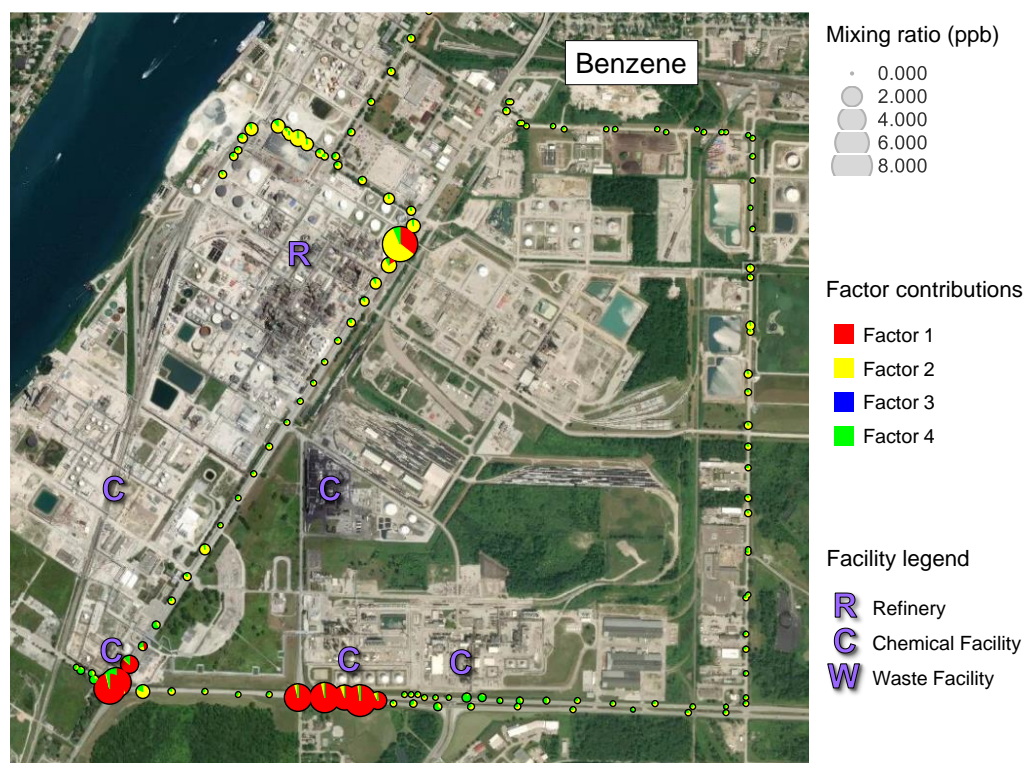 Benzene
R
C
C
C
C
C
Mixing ratio (ppb)
0.000
2.000
4.000
6.000
8.000
Factor contributions
Factor 1
Factor 2
Factor 3
Factor 4
Facility legend
R Refinery
C Chemical Facility
W Waste Facility